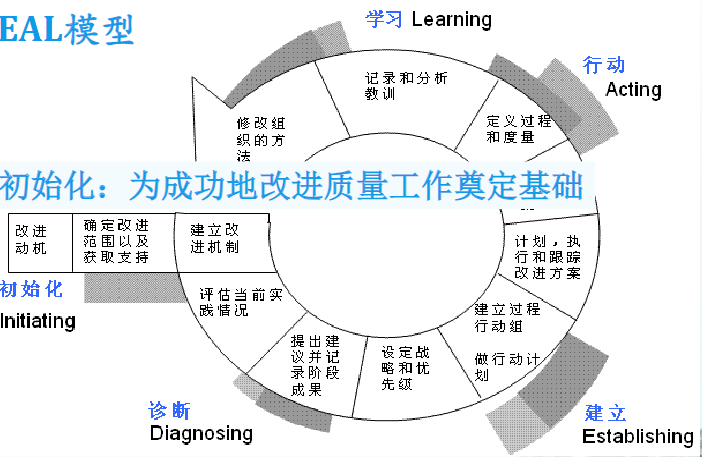 EAL模型
学习 Learning
行动
Acting
记录和分析
教训
定义过程
和度量
修改组
织的方
法
初始化：为成功地改进质量工作奠定基础
改进
动机
确定改进
范围以及
获取支持
建立改
进机制
计划，执
行和跟踪
改进方案
初始化
Initiating
评估当前实
践情况
建立过程
行动组
做行动计
划
提出建
议并记
录阶段
成果
设定战
略和优
先级
诊断
Diagnosing
建立
Establishing